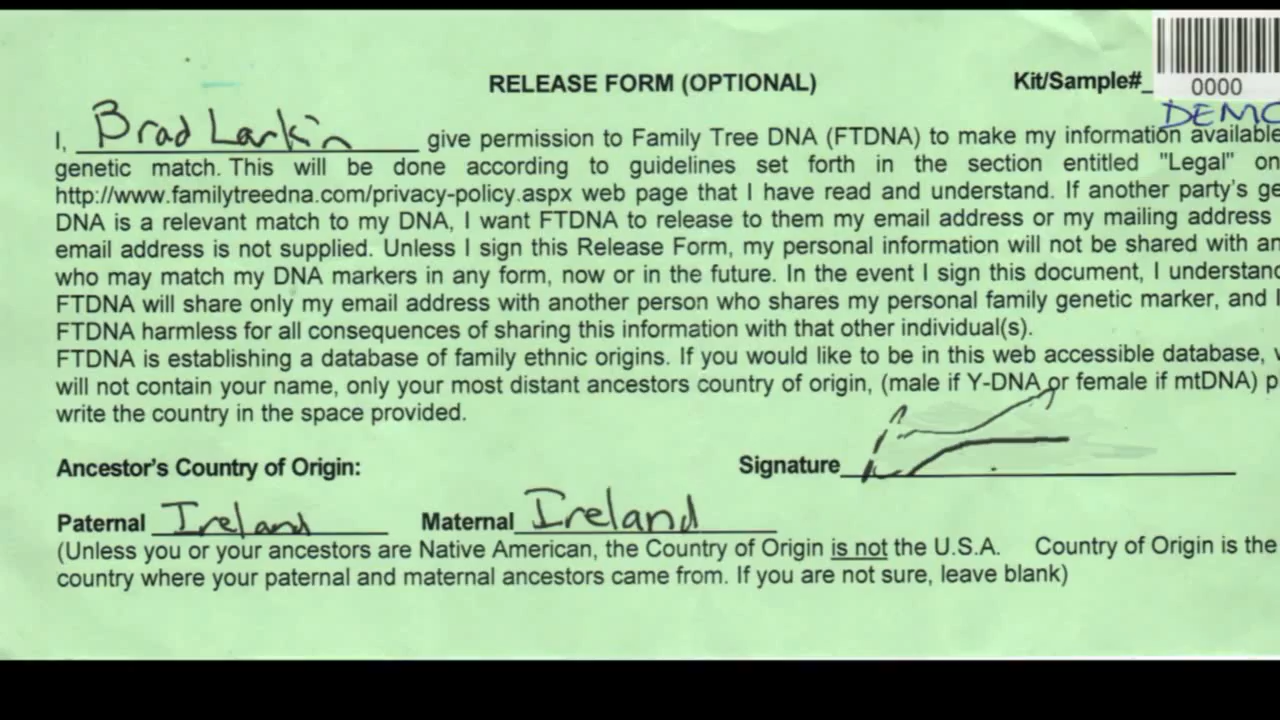 RELEASE FORM (OPTIONAL) Kit/Sample#_ 0000
DEMO
I, Brad Larkin give permission to Family Tree DNA (FTDNA) to make my information available
genetic match. This will be done according to guidelines set forth in the section entitled "Legal" on
http://www.familytreedna.com/privacy-policy.aspx web page that I have read and understand. If another party's ge
DNA is a relevant match to my DNA, I want FTDNA to release to them my email address or my mailing address
email address is not supplied. Unless I sign this Release Form, my personal information will not be shared with an
who may match my DNA markers in any form, now or in the future. In the event I sign this document, I understand
FTDNA will share only my email address with another person who shares my personal family genetic marker, and I
FTDNA harmless for all consequences of sharing this information with that other individual(s).
FTDNA is establishing a database of family ethnic origins. If you would like to be in this web accessible database,
will not contain your name, only your most distant ancestors country of origin, (male if Y-DNA or female if mtDNA) p
write the country in the space provided.
Ancestor's Country of Origin: Signature
Paternal Ireland Maternal Ireland
(Unless you or your ancestors are Native American, the Country of Origin is not the U.S.A. Country of Origin is the
country where your paternal and maternal ancestors came from. If you are not sure, leave blank)